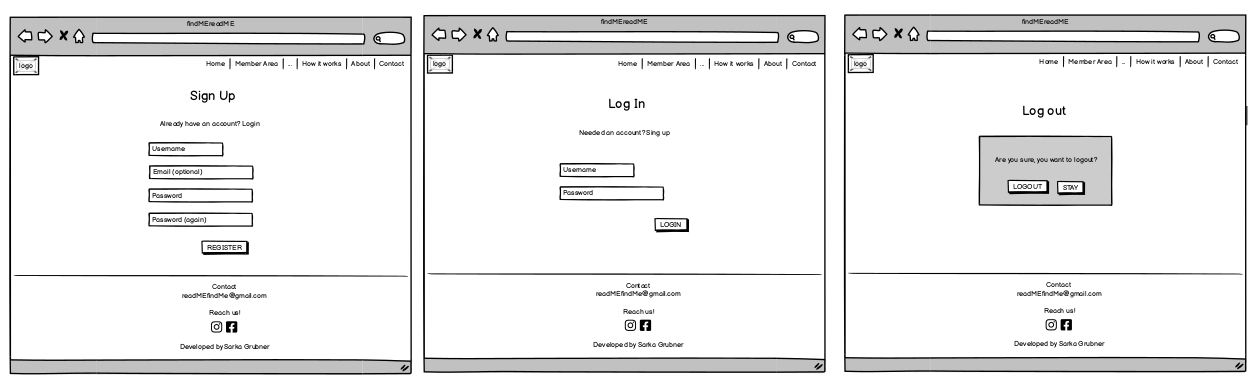 findMEreadME
logo
Home | Member Area | ... | How it works | About | Contact
Sign Up
Already have an account? Login
Username
Email (optional)
Password
Password (again)
REGISTER
Contact
readMEfindMe@gmail.com
Reach us!
Developed by Sarka Grubner
findMEreadME
logo
Home | Member Area | ... | How it works | About | Contact
Log In
Need ed an account? Sing up
Username
Password
LOGIN
Contact
readMEfindMe@gmail.com
Reach us!
Developed by Sarka Grubner
findMEreadME
logo
Home | Member Area | ... | How it works | About | Contact
Log out
Are you sure, you want to logout?
LOGOUT STAY
Contact
readMEfindMe@gmail.com
Reach us!
Developed by Sarka Grubner